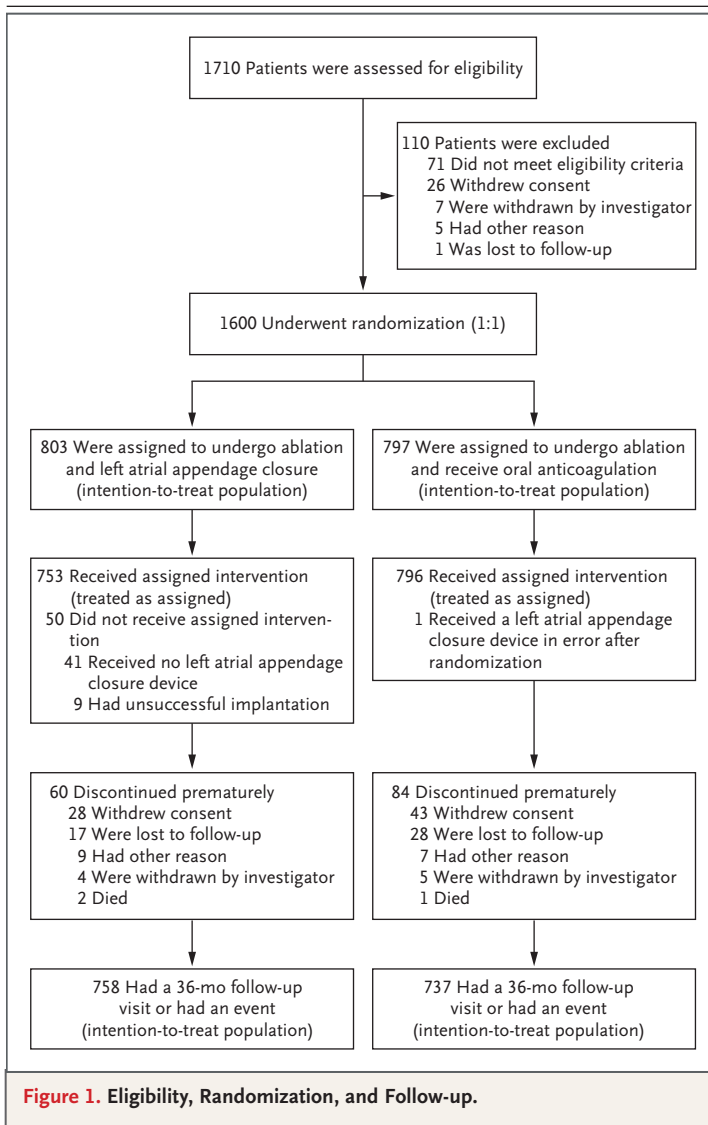 1710 Patients were assessed for eligibility
110 Patients were excluded
71 Did not meet eligibility criteria
26 Withdrew consent
7 Were withdrawn by investigator
5 Had other reason
1 Was lost to follow-up
1600 Underwent randomization (1:1)
803 Were assigned to undergo ablation
and left atrial appendage closure
(intention-to-treat population)
797 Were assigned to undergo ablation
and receive oral anticoagulation
(intention-to-treat population)
753 Received assigned intervention
(treated as assigned)
50 Did not receive assigned interven-
tion
41 Received no left atrial appendage
closure device
9 Had unsuccessful implantation
796 Received assigned intervention
(treated as assigned)
1 Received a left atrial appendage
closure device in error after
randomization
60 Discontinued prematurely
28 Withdrew consent
17 Were lost to follow-up
9 Had other reason
4 Were withdrawn by investigator
2 Died
84 Discontinued prematurely
43 Withdrew consent
28 Were lost to follow-up
7 Had other reason
5 Were withdrawn by investigator
1 Died
758 Had a 36-mo follow-up
visit or had an event
(intention-to-treat population)
737 Had a 36-mo follow-up
visit or had an event
(intention-to-treat population)
Figure 1. Eligibility, Randomization, and Follow-up.